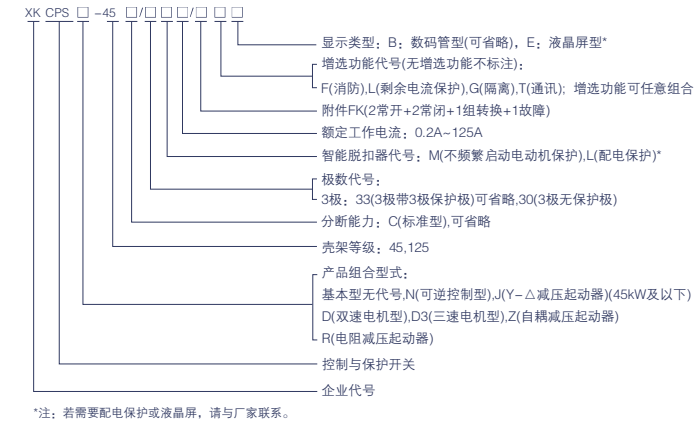 XK CPS □ -45 □/□□□/□ □ □
显示类型：B：数码管型(可省略)，E：液晶屏型*
增选功能代号(无增选功能不标注)：
F(消防),L(剩余电流保护),G(隔离),T(通讯)；增选功能可任意组合
附件FK(2常开+2常闭+1组转换+1故障)
额定工作电流：0.2A~125A
智能脱扣器代号：M(不频繁启动电动机保护),L(配电保护)*
极数代号：
3极：33(3极带3极保护极)可省略,30(3极无保护极)
分断能力：C(标准型),可省略
壳架等级：45,125
产品组合型式：
基本型无代号,N(可逆控制型),J(Y-△减压起动器)(45kW及以下)
D(双速电机型),D3(三速电机型),Z(自耦减压起动器)
R(电阻减压起动器)
控制与保护开关
企业代号
*注：若需要配电保护或液晶屏，请与厂家联系。